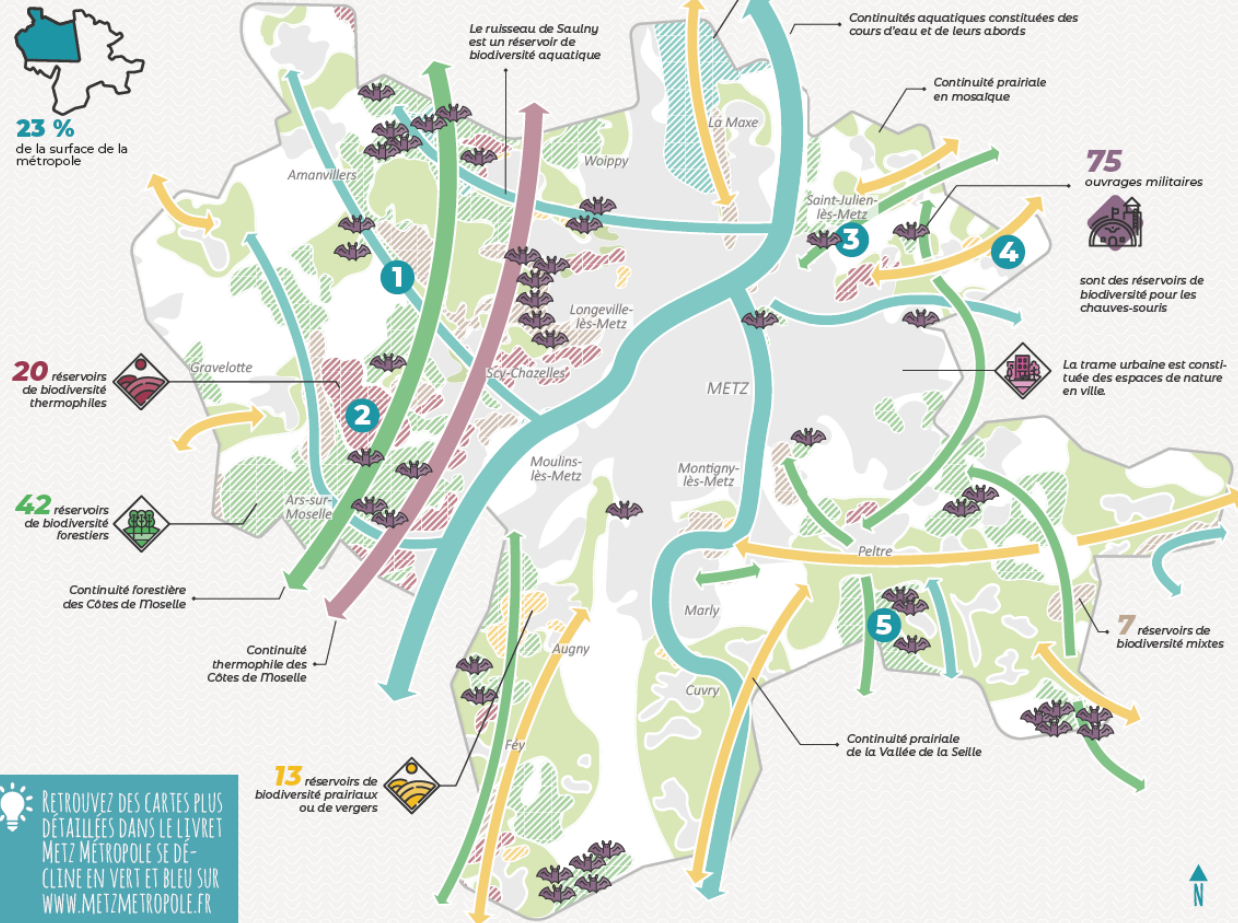 Le ruisseau de Saulny
est un réservoir de
biodiversité aquatique
Continuités aquatiques constituées des
cours d'eau et de leurs abords
Continuité prairiale
en mosaïque
23 %
de la surface de la
métropole
La Maxe
Woippy
Amanvillers
75
ouvrages militaires
Saint-Julien-
lès-Metz
3
4
1
sont des réservoirs de
biodiversité pour les
chauves-souris
Longeville-
lès-Metz
20 réservoirs
de biodiversité
thermophiles
Gravelotte
Scy-Chazelles
METZ
La trame urbaine est consti-
tuée des espaces de nature
en ville.
2
Moulins-
lès-Metz
Montigny-
lès-Metz
42 réservoirs
de biodiversité
forestiers
Ars-sur-
Moselle
Peltre
Continuité forestière
des Côtes de Moselle
Marly
5
7 réservoirs de
biodiversité mixtes
Continuité
thermophile des
Côtes de Moselle
Augny
Cuvry
Fey
Continuité prairiale
de la Vallée de la Seille
13 réservoirs de
biodiversité prairiaux
ou de vergers
Retrouvez des cartes plus
détaillées dans le livret
Metz Métropole se dé-
cline en vert et bleu sur
www.metzmetropole.fr
N